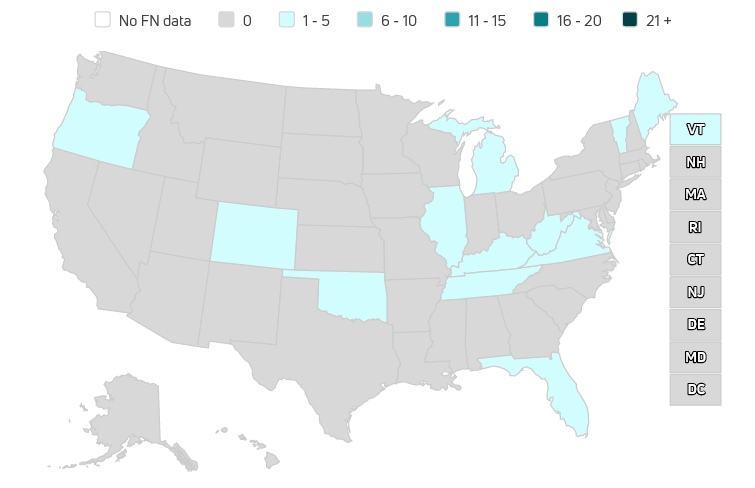 No FN data 0 1 - 5 6 - 10 11 - 15 16 - 20 21 +
VT
NH
MA
RI
CT
NJ
DE
MD
DC